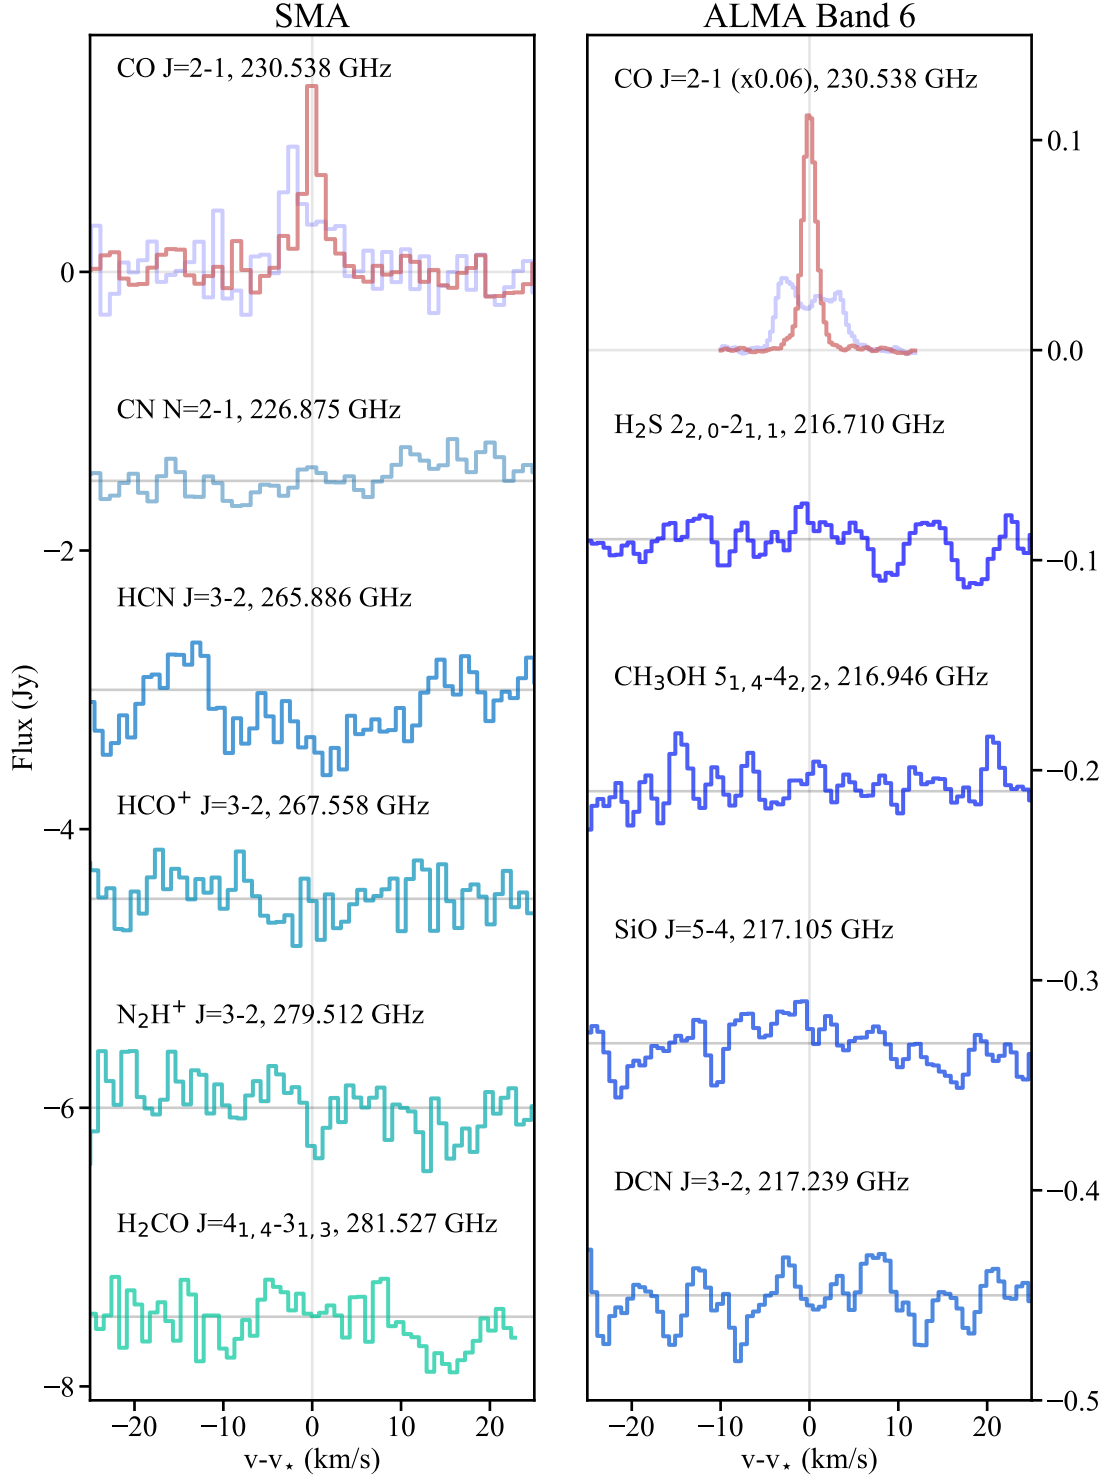 SMA
CO J=2-1, 230.538 GHz
0
CN N=2-1, 226.875 GHz
−2
HCN J=3-2, 265.886 GHz
Flux (Jy)
HCO⁺ J=3-2, 267.558 GHz
−4
N₂H⁺ J=3-2, 279.512 GHz
−6
H₂CO J=4₁,₄-3₁,₃, 281.527 GHz
−8
−20 −10 0 10 20
v-v⋆ (km/s)
ALMA Band 6
CO J=2-1 (x0.06), 230.538 GHz
0.1
0.0
H₂S 2₂,₀-2₁,₁, 216.710 GHz
−0.1
CH₃OH 5₁,₄-4₂,₂, 216.946 GHz
−0.2
SiO J=5-4, 217.105 GHz
−0.3
DCN J=3-2, 217.239 GHz
−0.4
−0.5
−20 −10 0 10 20
v-v⋆ (km/s)